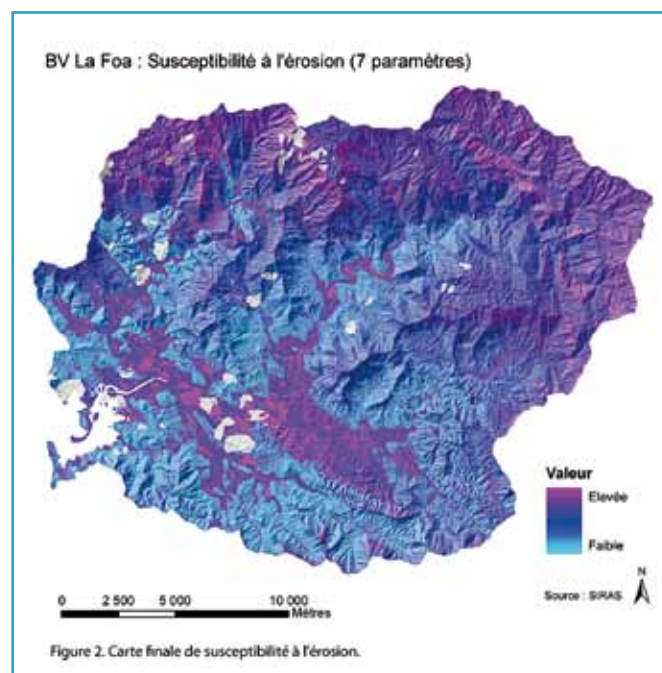 BV La Foa : Susceptibilité à l'érosion (7 paramètres)
Valeur
Elevée
Faible
N
Source : SIRAS
0 2 500 5 000 10 000
Mètres
Figure 2. Carte finale de susceptibilité à l'érosion.